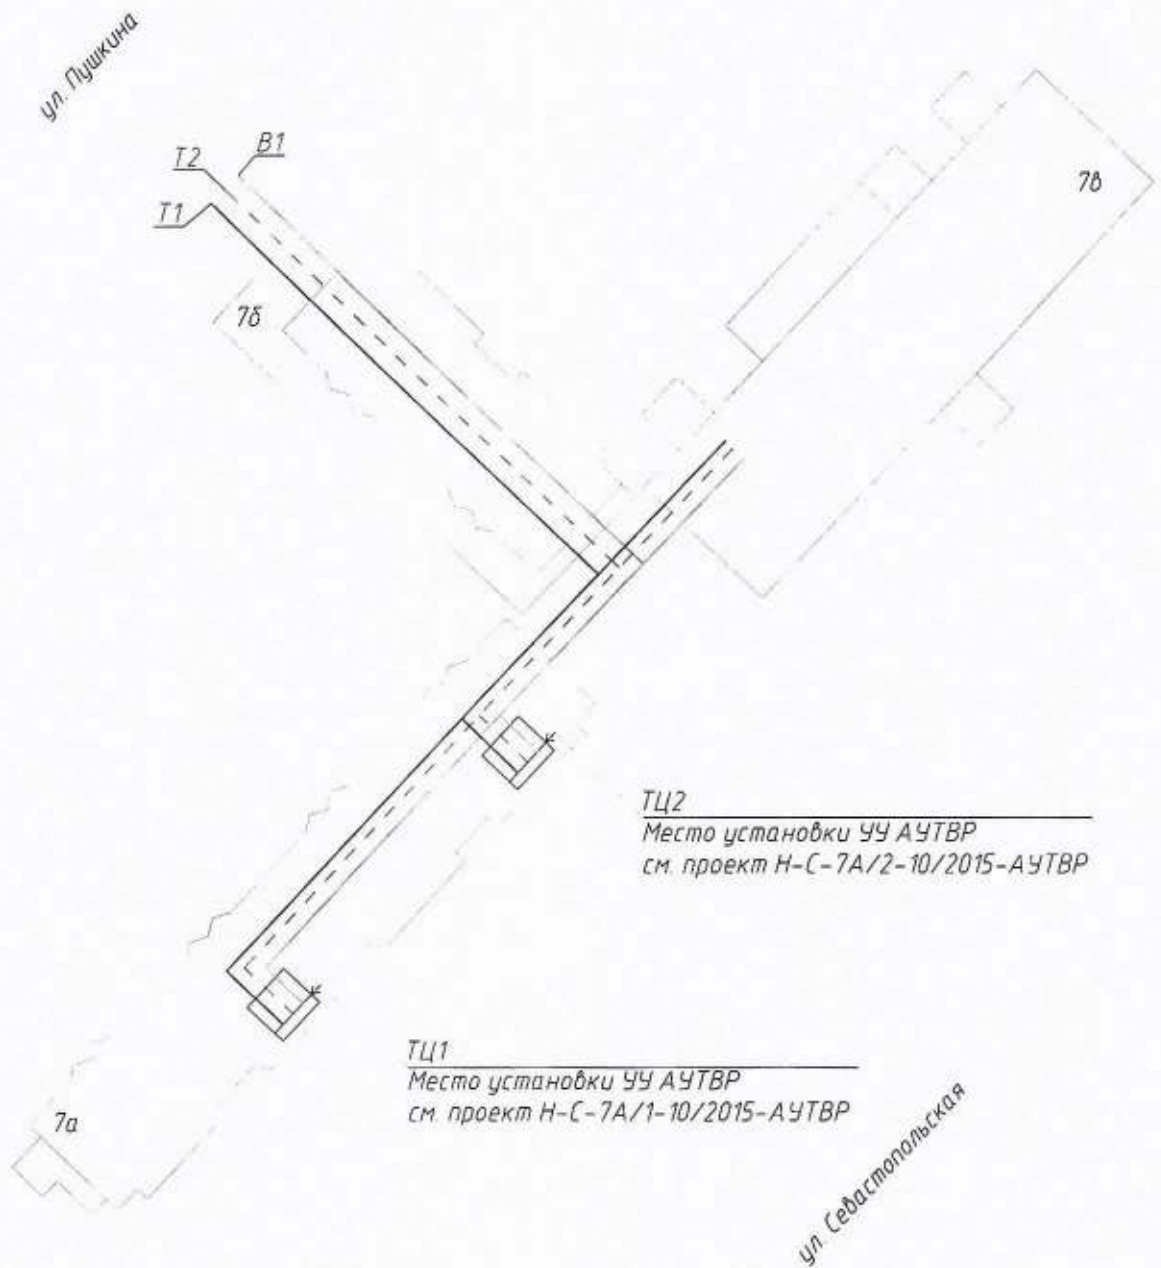 ул. Пушкина
В1
Т2
Т1
7в
7б
ТЦ2
Место установки УУ АУТВР
см. проект Н-С-7А/2-10/2015-АУТВР
ТЦ1
Место установки УУ АУТВР
см. проект Н-С-7А/1-10/2015-АУТВР
7а
ул Севастопольская